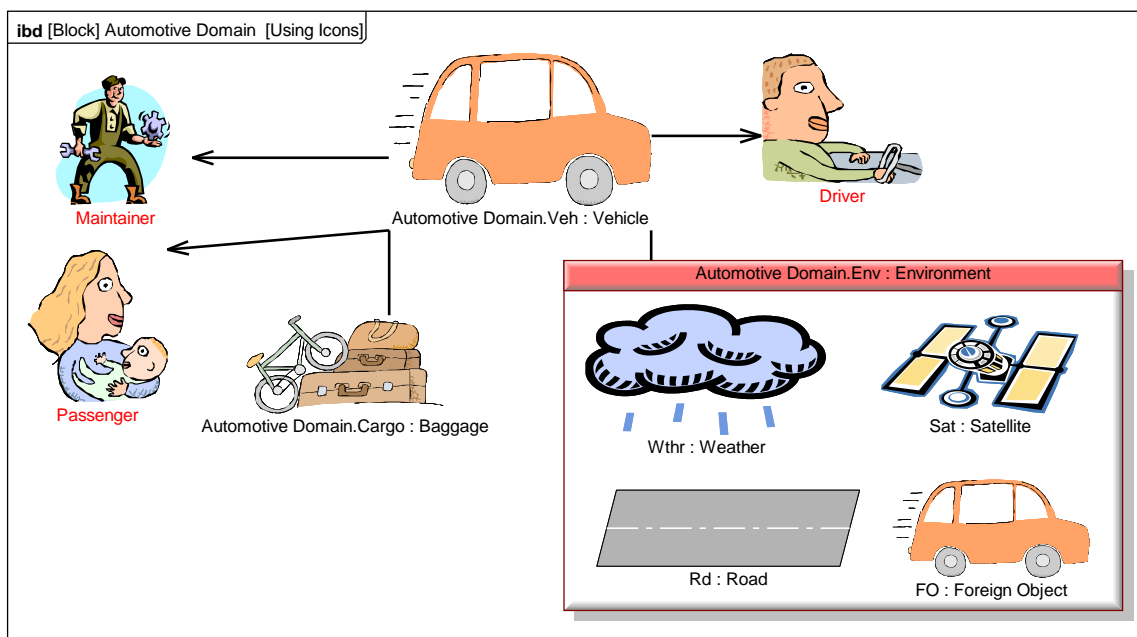 ibd [Block] Automotive Domain [Using Icons]
Maintainer
Automotive Domain.Veh : Vehicle
Driver
Passenger
Automotive Domain.Cargo : Baggage
Automotive Domain.Env : Environment
Wthr : Weather
Sat : Satellite
Rd : Road
FO : Foreign Object